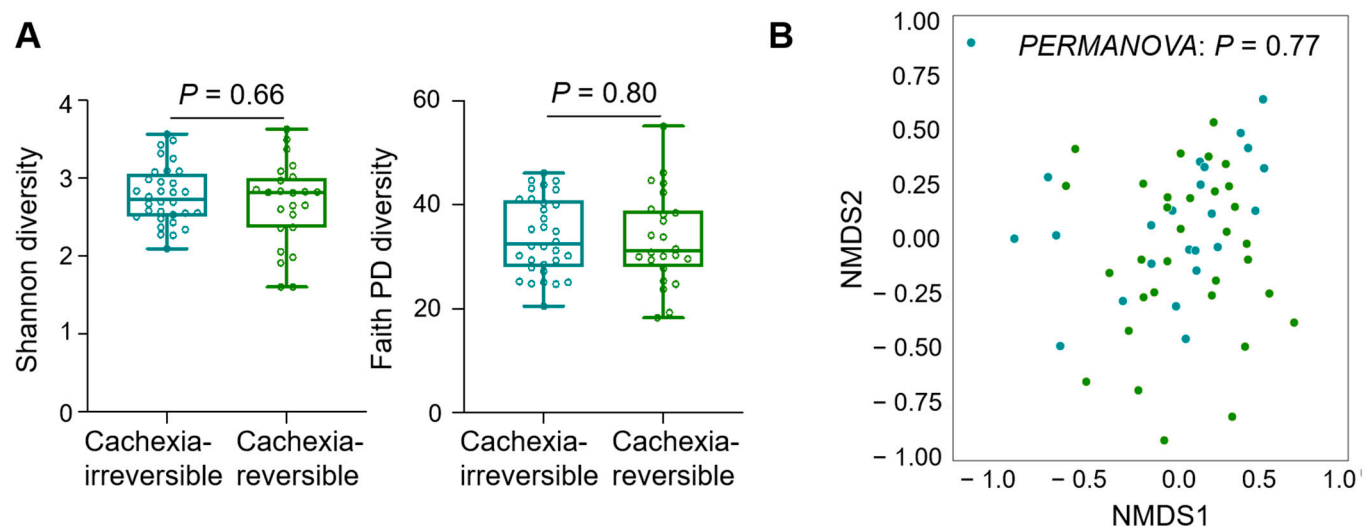 A
P = 0.66
4
3
2
1
0
Shannon diversity
Cachexia-
irreversible
Cachexia-
reversible
P = 0.80
60
40
20
0
Faith PD diversity
Cachexia-
irreversible
Cachexia-
reversible
B
PERMANOVA: P = 0.77
1.00
0.75
0.50
0.25
0.00
− 0.25
− 0.50
− 0.75
− 1.00
NMDS2
− 1.0 − 0.5 0.0 0.5 1.0
NMDS1